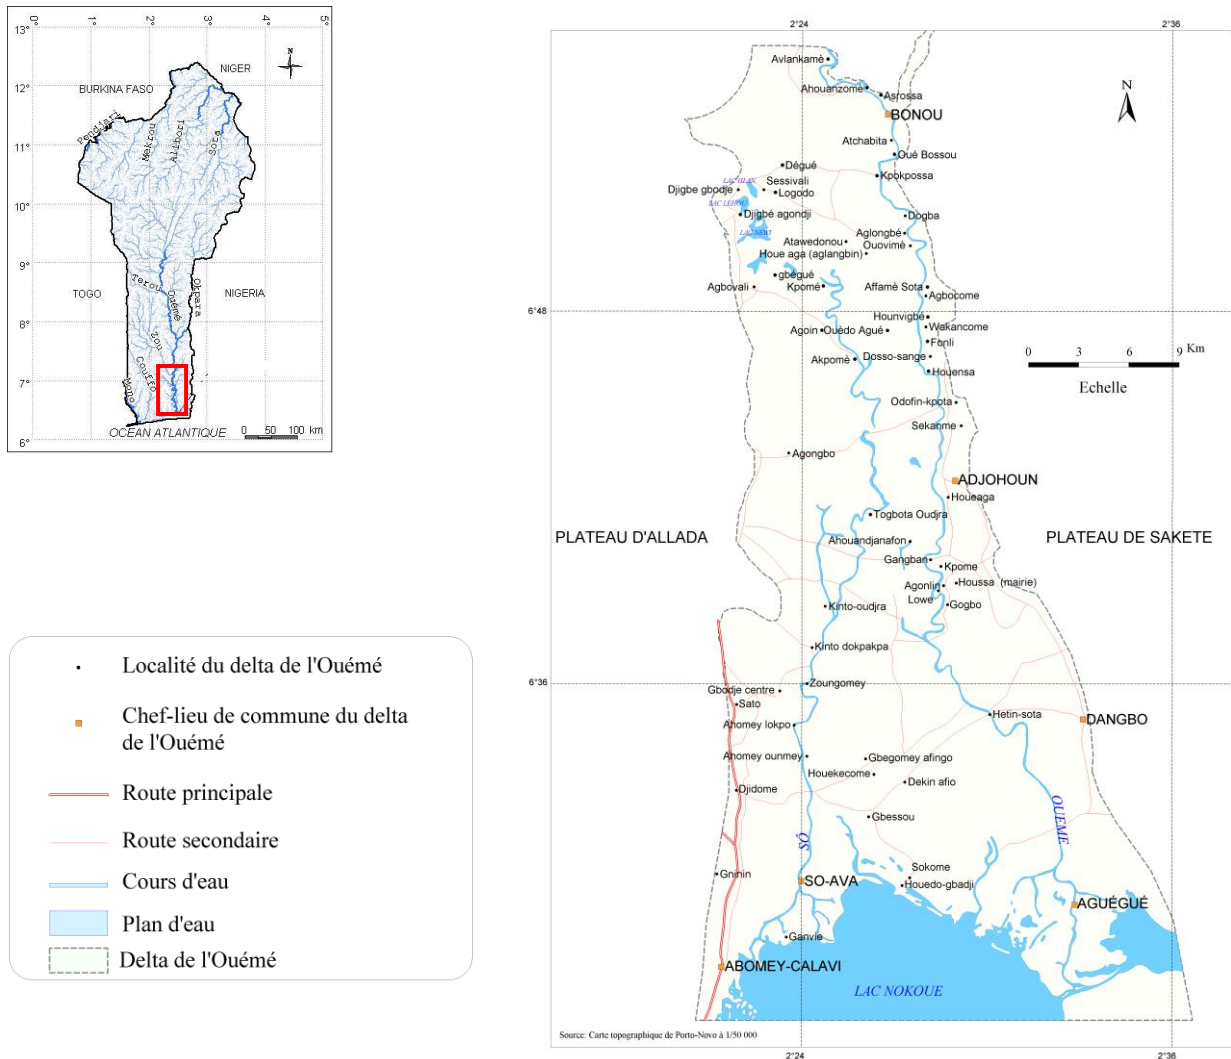 0°
1°
2°
3°
4°
5°
13°
12°
11°
10°
9°
8°
7°
6°
N
NIGER
BURKINA FASO
Pendjari
Mekrou
Alibori
Sota
TOGO
NIGERIA
Terou
Ouémé
Okpara
Zou
Couffo
Mono
OCEAN ATLANTIQUE
0 50 100 km
Localité du delta de l'Ouémé
Chef-lieu de commune du delta
de l'Ouémé
Route principale
Route secondaire
Cours d'eau
Plan d'eau
Delta de l'Ouémé
2°24
2°36
6°48
6°36
N
0 3 6 9 Km
Echelle
PLATEAU D'ALLADA
PLATEAU DE SAKETE
Avlankamè
Ahouanzomè
Asrossa
BONOU
Atchabita
Oué Bossou
Kpokpossa
Dégué
Sessivali
Djigbe gbodje
Logodo
LAC LEHOU
Djigbé agondji
Dogba
Aglongbé
Atawedonou
Ouovimè
Houe aga (aglangbin)
gbègué
Agbovali
Kpomé
Affamè Sota
Agbocome
Hounvigbé
Agoin
Ouèdo Agué
Wakancome
Fonli
Akpomè
Dosso-sange
Houensa
Odofin-kpota
Sekanme
Agongbo
ADJOHOUN
Houeaga
Togbota Oudjra
Ahouandjanafon
Gangban
Kpome
Agonlin
Houssa (mairie)
Lowe
Gogbo
Kinto-oudjra
Kinto dokpakpa
Zoungomey
Gbodje centre
Sato
Ahomey lokpo
Hetin-sota
DANGBO
Ahomey ounmey
Gbegomey afingo
Houekecome
Dekin afio
Djidome
Gbessou
SO
OUEME
Gninin
Sokome
SO-AVA
Houedo-gbadji
AGUÉGUÉ
Ganvie
ABOMEY-CALAVI
LAC NOKOUE
Source: Carte topographique de Porto-Novo à 1/50 000
2°24
2°36